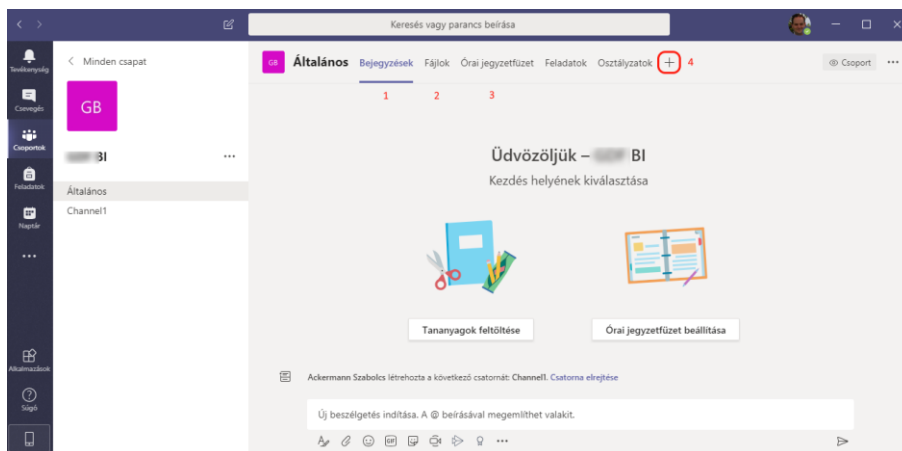 Keresés vagy parancs beírása
Tevékenység
Csevegés
Csoportok
Feladatok
Naptár
Alkalmazások
Súgó
Minden csapat
GB
BI
Általános
Channel1
GB Általános Bejegyzések Fájlok Órai jegyzetfüzet Feladatok Osztályzatok + 4 Csoport
1 2 3
Üdvözöljük – BI
Kezdés helyének kiválasztása
Tananyagok feltöltése Órai jegyzetfüzet beállítása
Ackermann Szabolcs létrehozta a következő csatornát: Channel1. Csatorna elrejtése
Új beszélgetés indítása. A @ beírásával megemlíthet valakit.
GIF